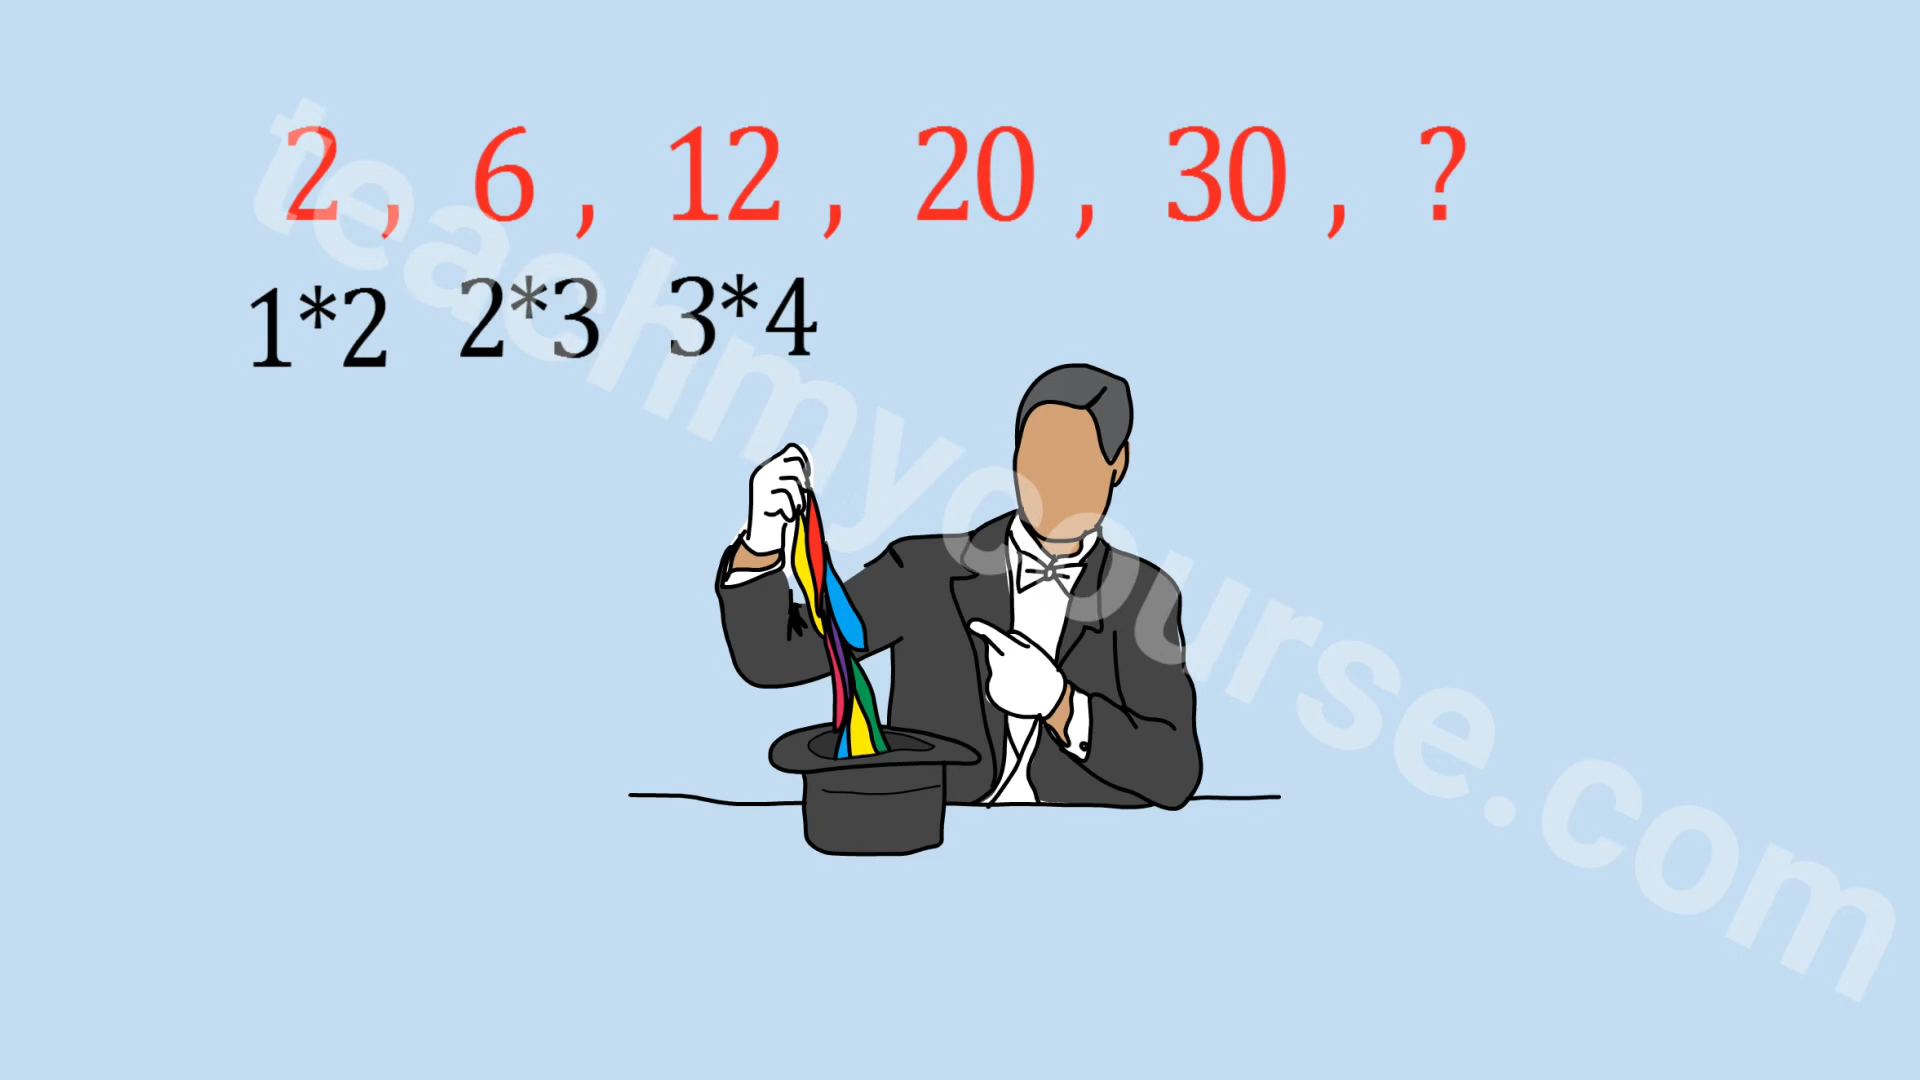 2 , 6 , 12 , 20 , 30 , ?
1*2 2*3 3*4
teachmycourse.com